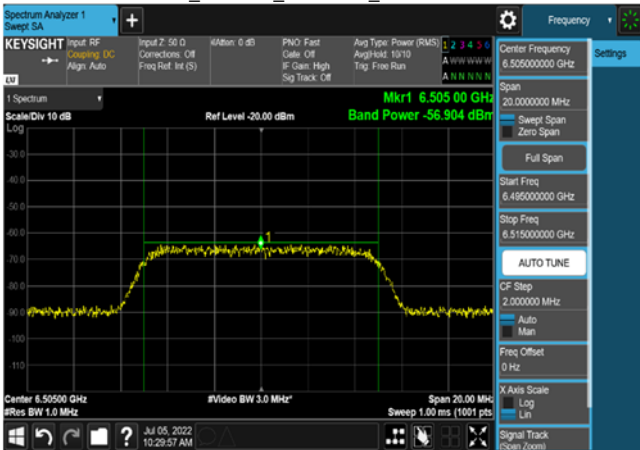 Spectrum Analyzer 1
Swept SA
Frequency
KEYSIGHT
Input: RF
Coupling: DC
Align: Auto
Input Z: 50 Ω
Corrections: Off
Freq Ref: Int (S)
#Atten: 0 dB
PNO: Fast
Gate: Off
IF Gain: High
Sig Track: Off
Avg Type: Power (RMS)
Avg|Hold: 10/10
Trig: Free Run
1 2 3 4 5 6
A W W W W W
A N N N N N
LXI
1 Spectrum
Scale/Div 10 dB
Ref Level -20.00 dBm
Mkr1 6.505 00 GHz
Band Power -56.904 dBm
Log
-30.0
-40.0
-50.0
-60.0
-70.0
-80.0
-90.0
-100
-110
1
Center 6.50500 GHz
#Video BW 3.0 MHz*
Span 20.00 MHz
#Res BW 1.0 MHz
Sweep 1.00 ms (1001 pts
Jul 05, 2022
10:29:57 AM
?
Center Frequency
6.505000000 GHz
Settings
Span
20.0000000 MHz
Swept Span
Zero Span
Full Span
Start Freq
6.495000000 GHz
Stop Freq
6.515000000 GHz
AUTO TUNE
CF Step
2.000000 MHz
Auto
Man
Freq Offset
0 Hz
X Axis Scale
Log
Lin
Signal Track
(Span Zoom)